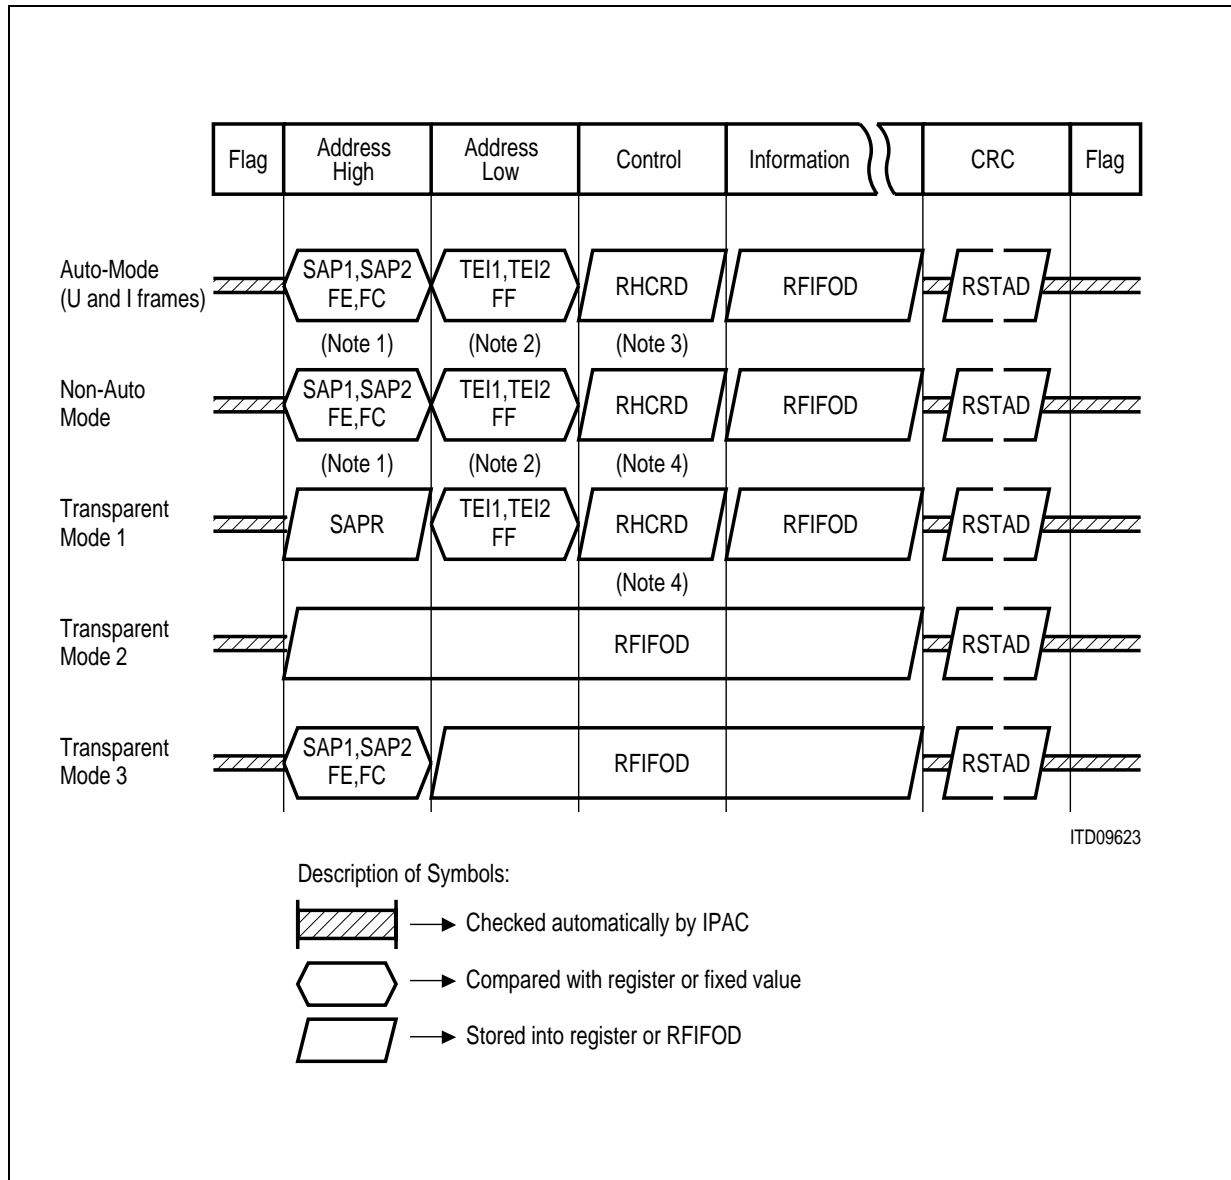 Flag Address High Address Low Control Information CRC Flag
Auto-Mode (U and I frames) SAP1,SAP2 FE,FC TEI1,TEI2 FF RHCRD RFIFOD RSTAD
(Note 1) (Note 2) (Note 3)
Non-Auto Mode SAP1,SAP2 FE,FC TEI1,TEI2 FF RHCRD RFIFOD RSTAD
(Note 1) (Note 2) (Note 4)
Transparent Mode 1 SAPR TEI1,TEI2 FF RHCRD RFIFOD RSTAD
(Note 4)
Transparent Mode 2 RFIFOD RSTAD
Transparent Mode 3 SAP1,SAP2 FE,FC RFIFOD RSTAD
ITD09623
Description of Symbols:
Checked automatically by IPAC
Compared with register or fixed value
Stored into register or RFIFOD